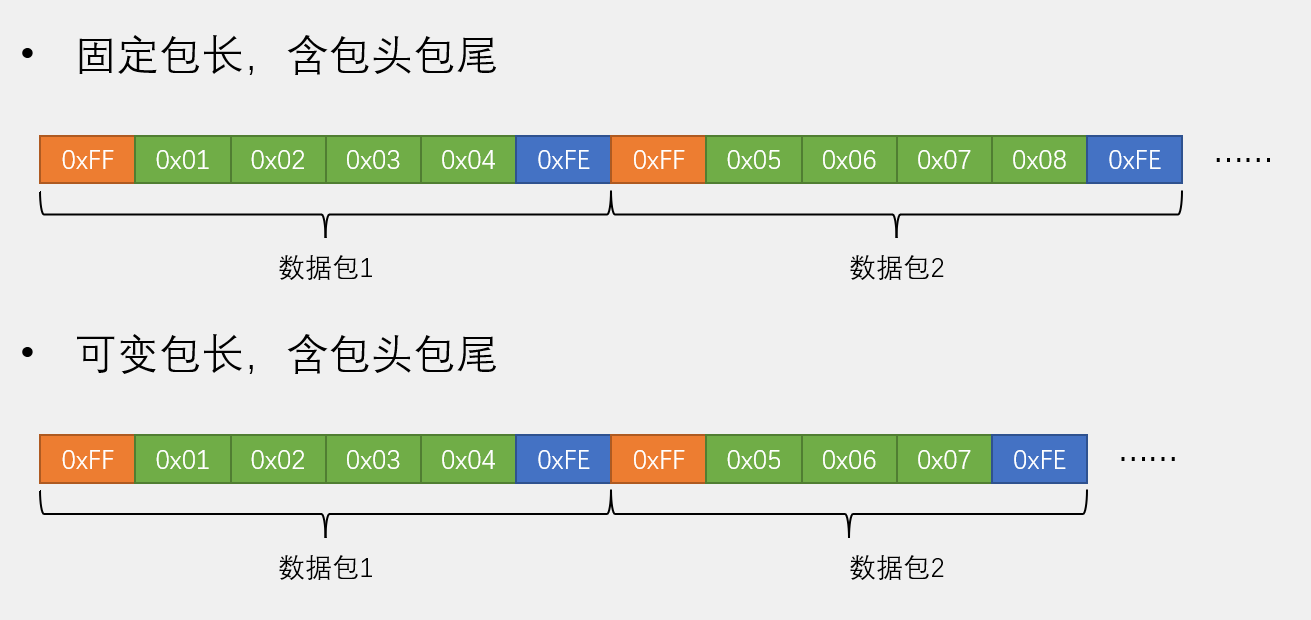 • 固定包长，含包头包尾
0xFF 0x01 0x02 0x03 0x04 0xFE 0xFF 0x05 0x06 0x07 0x08 0xFE ……
数据包1 数据包2
• 可变包长，含包头包尾
0xFF 0x01 0x02 0x03 0x04 0xFE 0xFF 0x05 0x06 0x07 0xFE ……
数据包1 数据包2